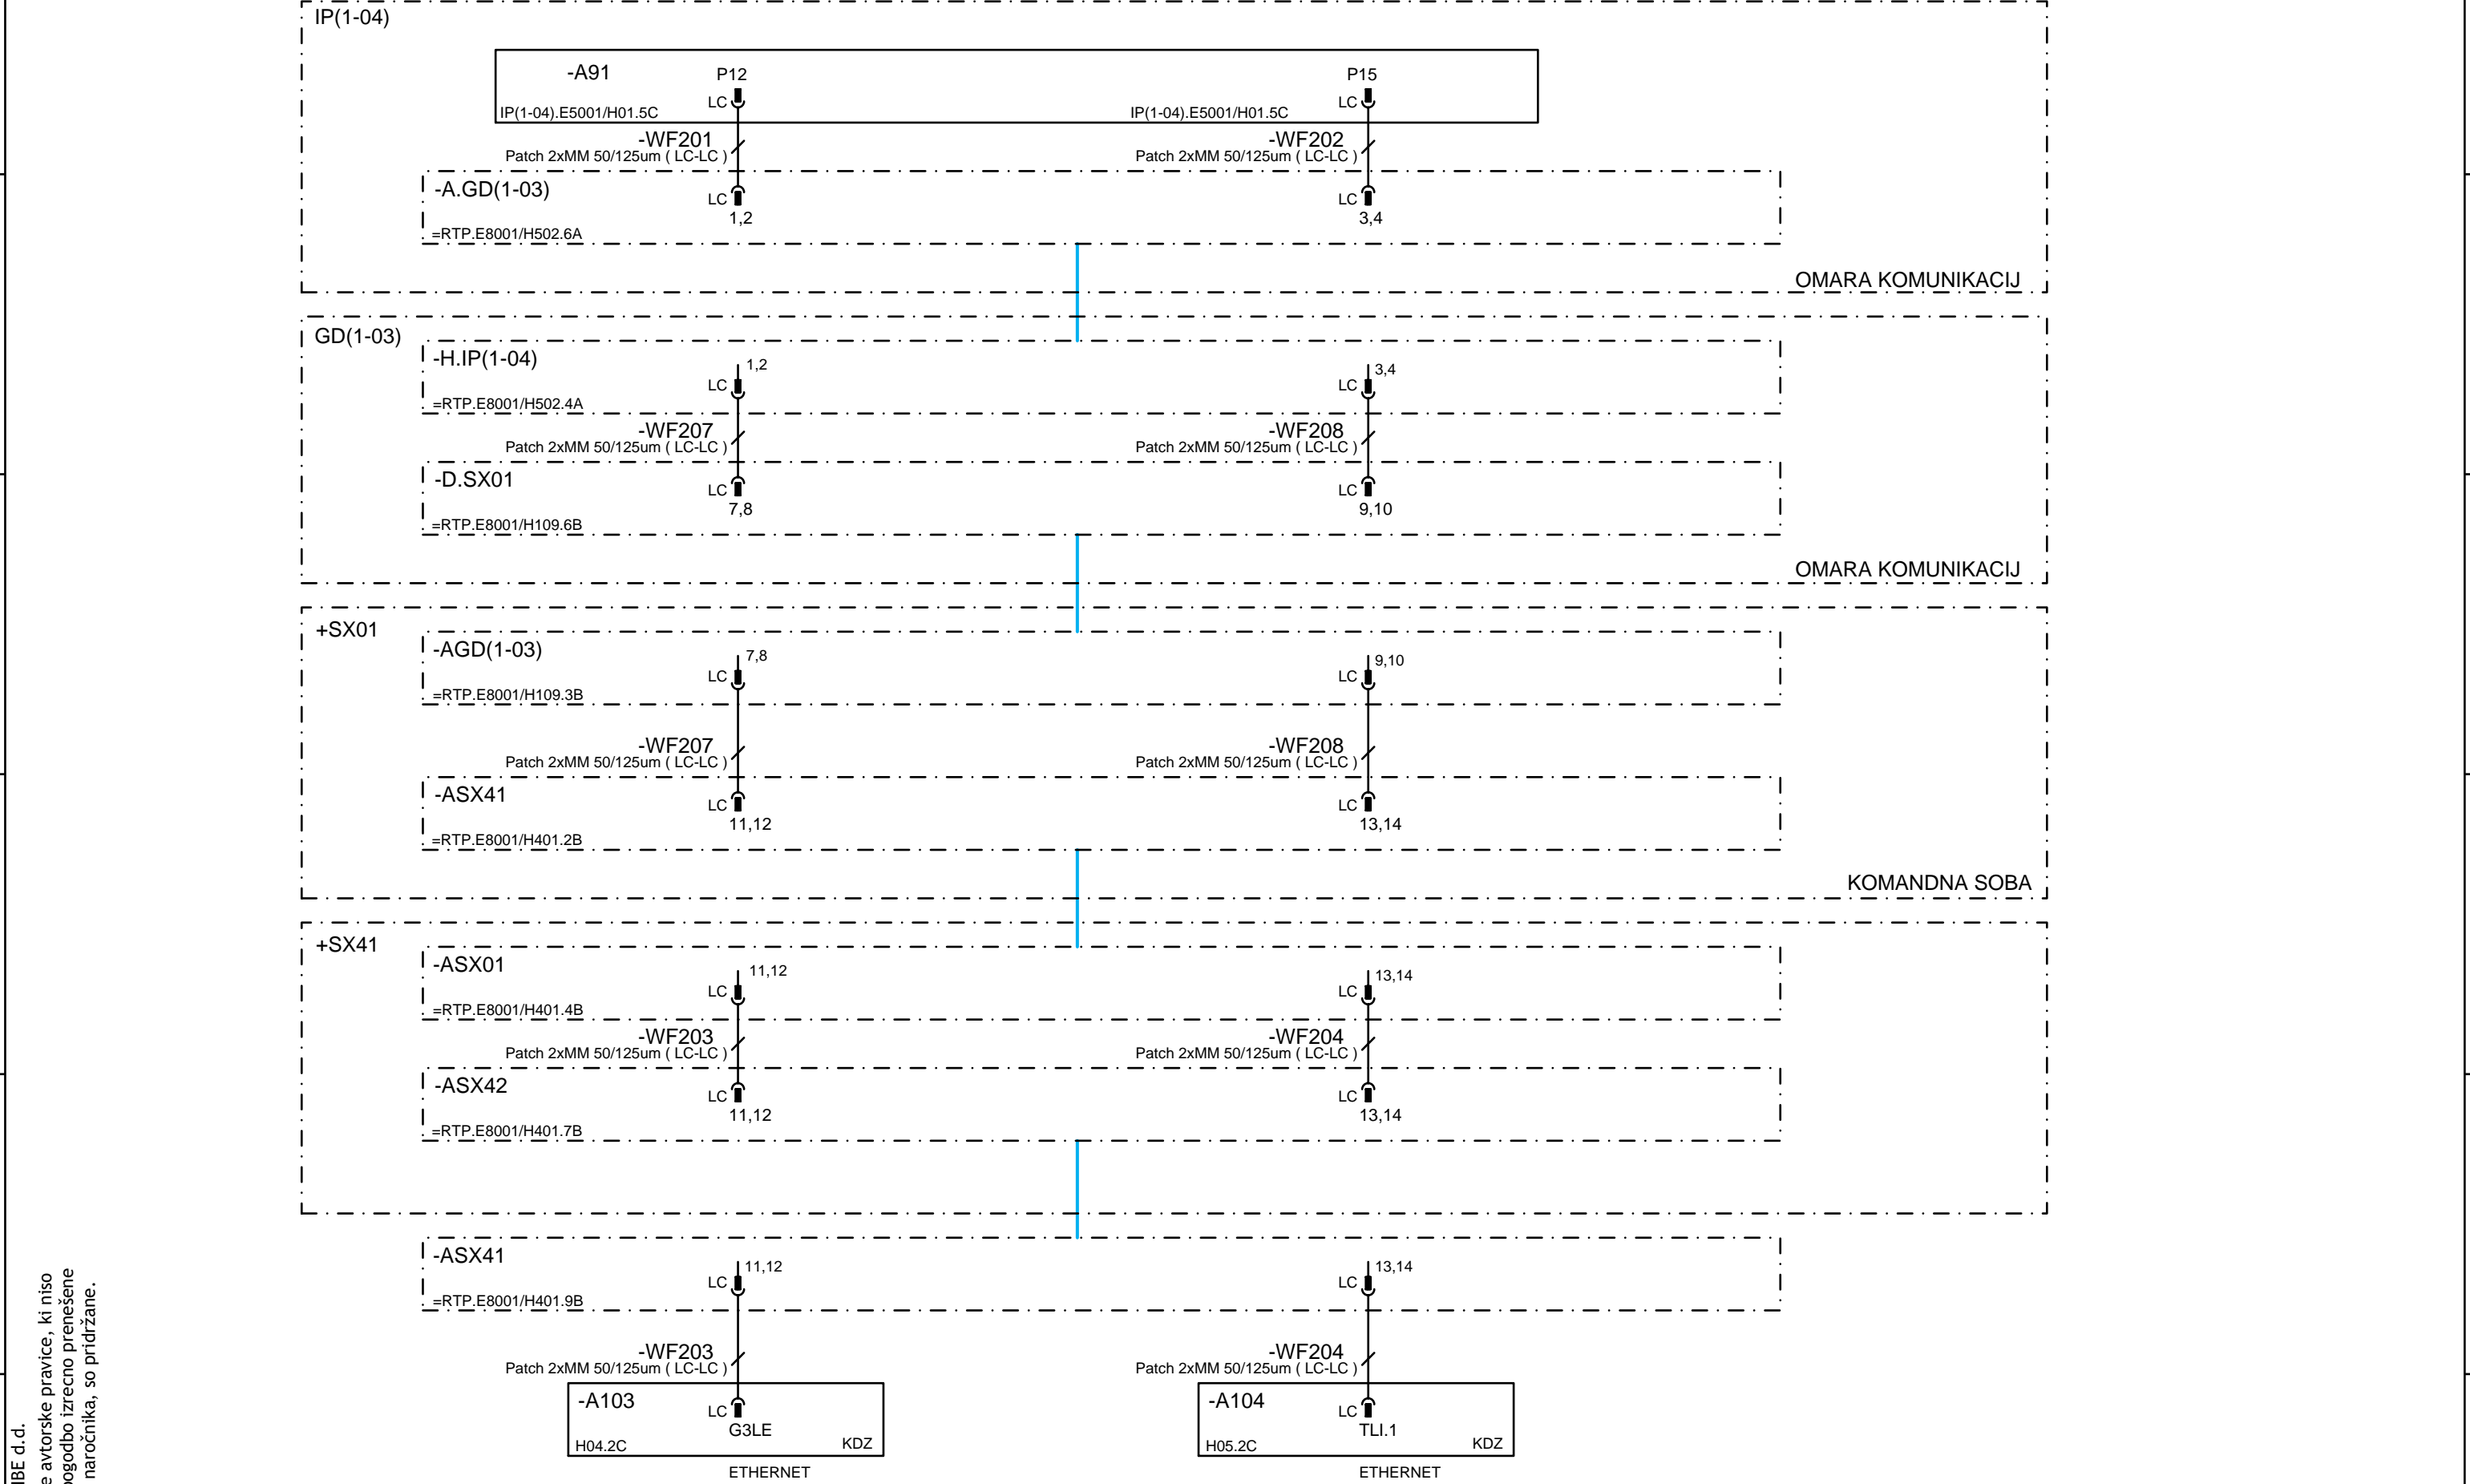 IP(1-04)
-A91
P12
P15
LC
LC
IP(1-04).E5001/H01.5C
IP(1-04).E5001/H01.5C
-WF201
-WF202
Patch 2xMM 50/125um ( LC-LC )
Patch 2xMM 50/125um ( LC-LC )
-A.GD(1-03)
LC
LC
1,2
3,4
=RTP.E8001/H502.6A
OMARA KOMUNIKACIJ
GD(1-03)
-H.IP(1-04)
1,2
3,4
LC
LC
=RTP.E8001/H502.4A
-WF207
-WF208
Patch 2xMM 50/125um ( LC-LC )
Patch 2xMM 50/125um ( LC-LC )
-D.SX01
LC
LC
7,8
9,10
=RTP.E8001/H109.6B
OMARA KOMUNIKACIJ
+SX01
-AGD(1-03)
7,8
9,10
LC
LC
=RTP.E8001/H109.3B
-WF207
-WF208
Patch 2xMM 50/125um ( LC-LC )
Patch 2xMM 50/125um ( LC-LC )
-ASX41
LC
LC
11,12
13,14
=RTP.E8001/H401.2B
KOMANDNA SOBA
+SX41
-ASX01
11,12
13,14
LC
LC
=RTP.E8001/H401.4B
-WF203
-WF204
Patch 2xMM 50/125um ( LC-LC )
Patch 2xMM 50/125um ( LC-LC )
-ASX42
LC
LC
11,12
13,14
=RTP.E8001/H401.7B
-ASX41
11,12
13,14
LC
LC
=RTP.E8001/H401.9B
-WF203
-WF204
Patch 2xMM 50/125um ( LC-LC )
Patch 2xMM 50/125um ( LC-LC )
-A103
-A104
LC
LC
G3LE
TLI.1
H04.2C
KDZ
H05.2C
KDZ
ETHERNET
ETHERNET
IBE d.d.
avtorske pravice, ki niso
izrecno prenešene
naročnika, so pridržane.